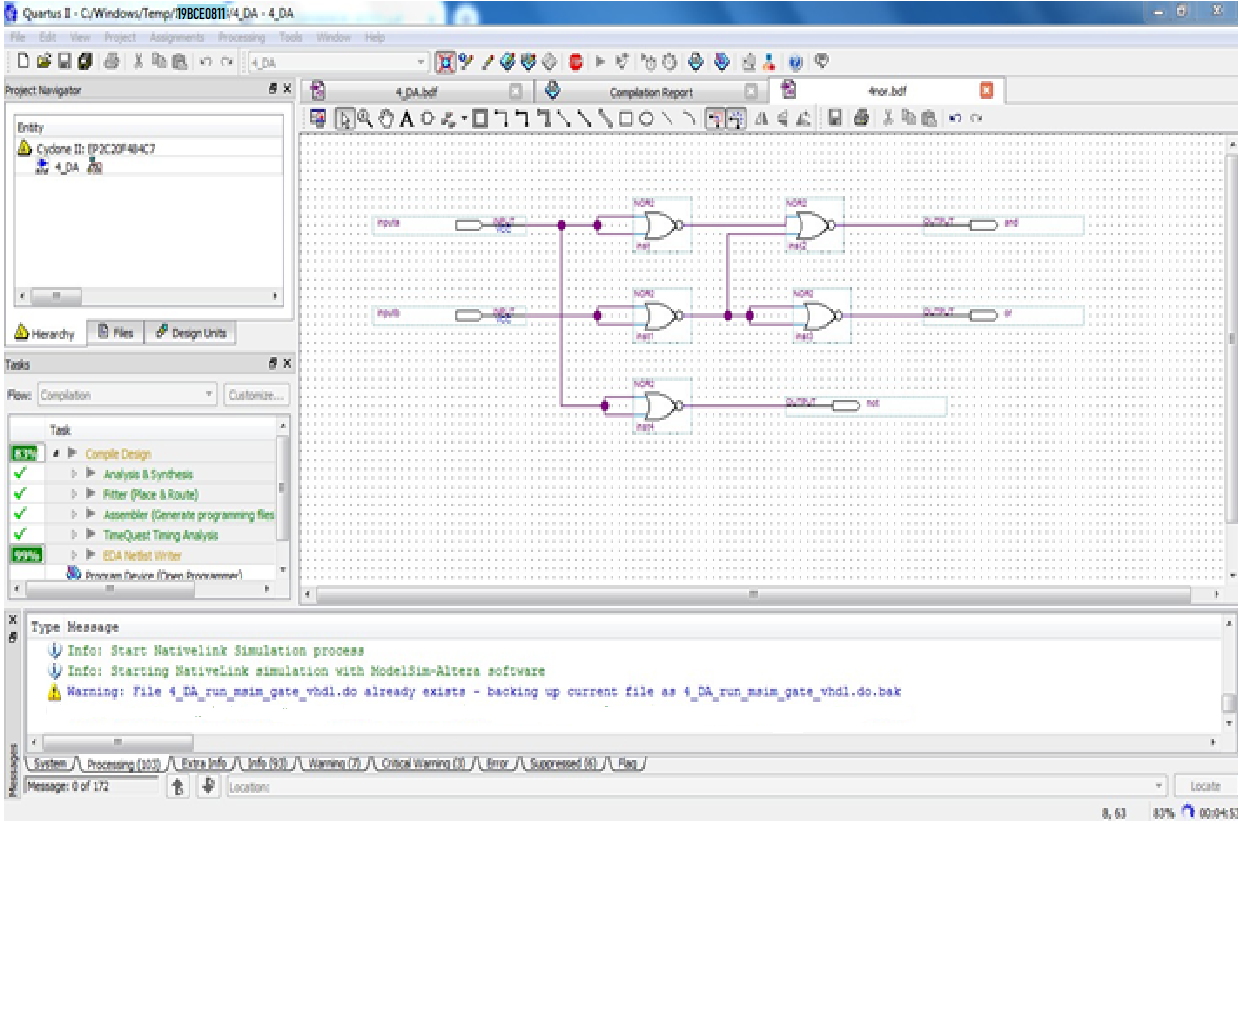 Quartus II - C:/Windows/Temp/19BCE0811/4_DA - 4_DA
File Edit View Project Assignments Processing Tools Window Help
4_DA
Project Navigator
4_DA.bdf
Compilation Report
4nor.bdf
Entity
Cyclone II: EP2C20F484C7
4_DA
Hierarchy
Files
Design Units
Tasks
Flow: Compilation
Customize...
Task
83% Compile Design
Analysis & Synthesis
Fitter (Place & Route)
Assembler (Generate programming files
TimeQuest Timing Analysis
99% EDA Netlist Writer
Program Device (Open Programmer)
inputa
INPUT
VCC
NOR2
inst
NOR2
inst2
OUTPUT
and
inputb
INPUT
VCC
NOR2
inst1
NOR2
inst3
OUTPUT
or
NOR2
inst4
OUTPUT
not
Type Message
Info: Start Nativelink Simulation process
Info: Starting NativeLink simulation with ModelSim-Altera software
Warning: File 4_DA_run_msim_gate_vhdl.do already exists - backing up current file as 4_DA_run_msim_gate_vhdl.do.bak
System
Processing (103)
Extra Info
Info (93)
Warning (7)
Critical Warning (3)
Error
Suppressed (6)
Flag
Messages
Message: 0 of 172
Location:
Locate
8, 63
83%
00:04:53